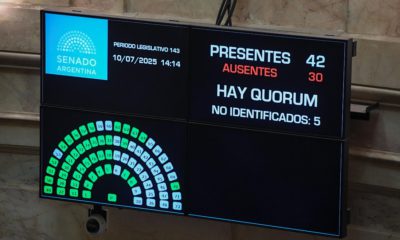 SENADO
ARGENTINA
PERIODO LEGISLATIVO 143
10/07/2025 14:14
PRESENTES 42
AUSENTES 30
HAY QUORUM
NO IDENTIFICADOS: 5